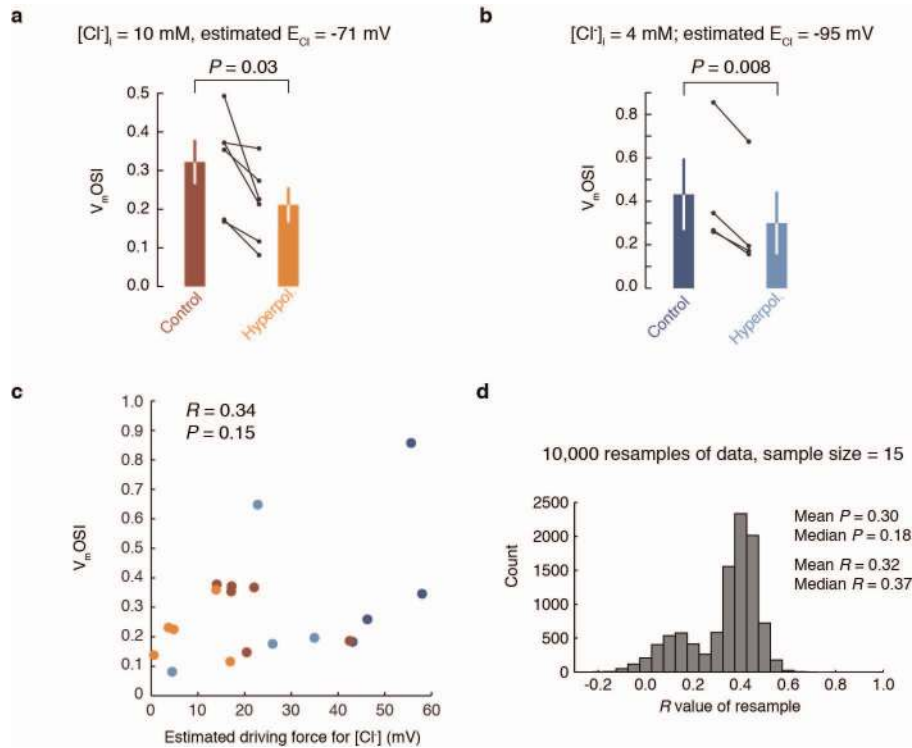 a
[Cl-]i = 10 mM, estimated ECl = -71 mV
P = 0.03
0.5
0.4
0.3
0.2
0.1
0.0
VmOSI
Control
Hyperpol.
b
[Cl-]i = 4 mM; estimated ECl = -95 mV
P = 0.008
0.8
0.6
0.4
0.2
0.0
VmOSI
Control
Hyperpol.
c
R = 0.34
P = 0.15
1.0
0.9
0.8
0.7
0.6
0.5
0.4
0.3
0.2
0.1
0
VmOSI
0 10 20 30 40 50 60
Estimated driving force for [Cl-] (mV)
d
10,000 resamples of data, sample size = 15
Mean P = 0.30
Median P = 0.18
Mean R = 0.32
Median R = 0.37
2500
2000
1500
1000
500
0
Count
-0.2 0.0 0.2 0.4 0.6 0.8 1.0
R value of resample